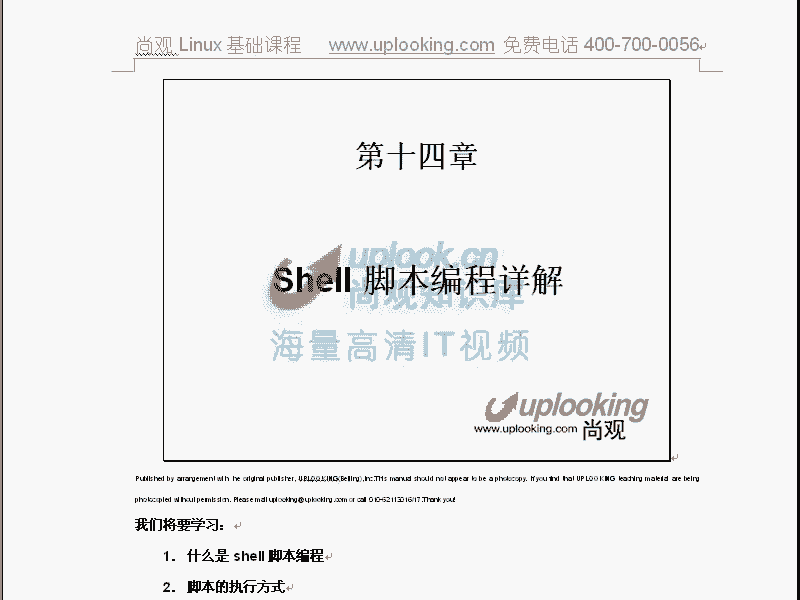 尚观 Linux 基础课程 www.uplooking.com 免费电话 400-700-0056
第十四章
uplook.cn
Shell 脚本编程详解
尚观知识库
海量高清IT视频
uplooking
www.uplooking.com 尚观
Published by arrangement with the original publisher, UPLOOKING(Beijing),Inc.This manual should not appear to be a photocopy. If you find that UPLOOKING teaching material are being
photocopied without permission. Please mail uplooking@uplooking.com or call 010-62113016/17.Thank you!
我们将要学习：
1. 什么是 shell 脚本编程
2. 脚本的执行方式